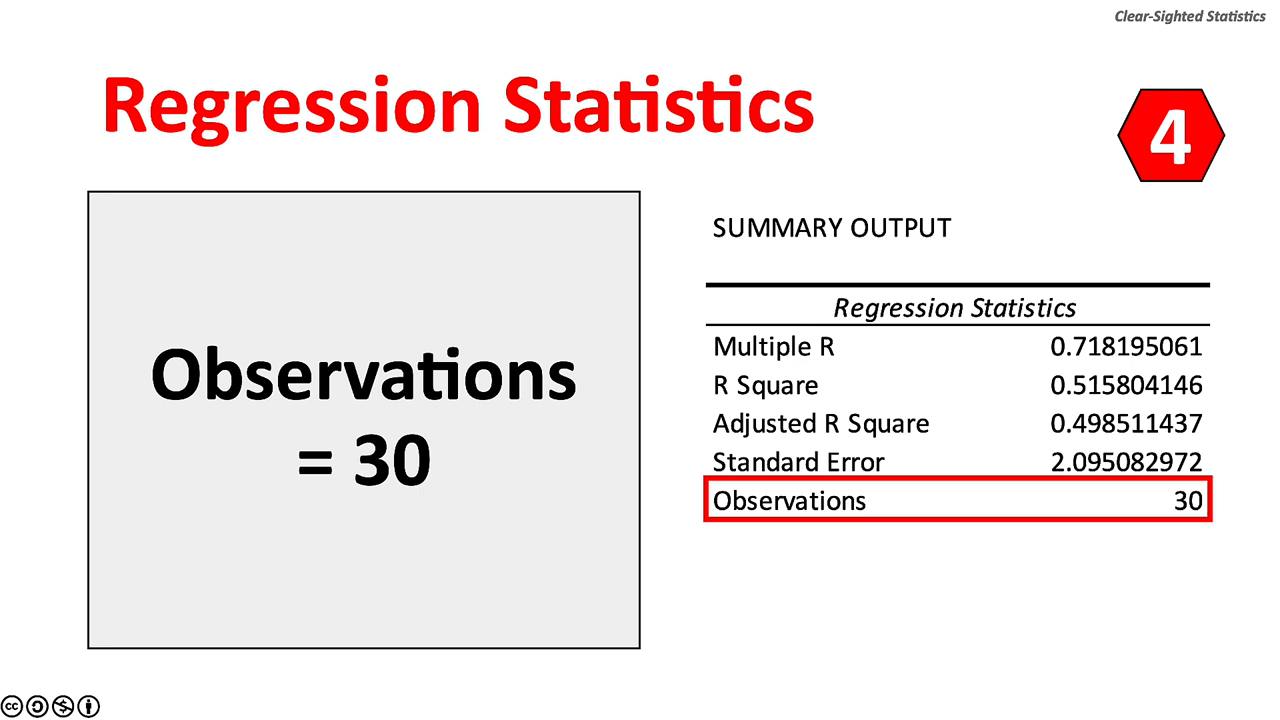 Clear-Sighted Statistics
Regression Statistics
4
Observations
= 30
SUMMARY OUTPUT
Regression Statistics
Multiple R 0.718195061
R Square 0.515804146
Adjusted R Square 0.498511437
Standard Error 2.095082972
Observations 30
cc